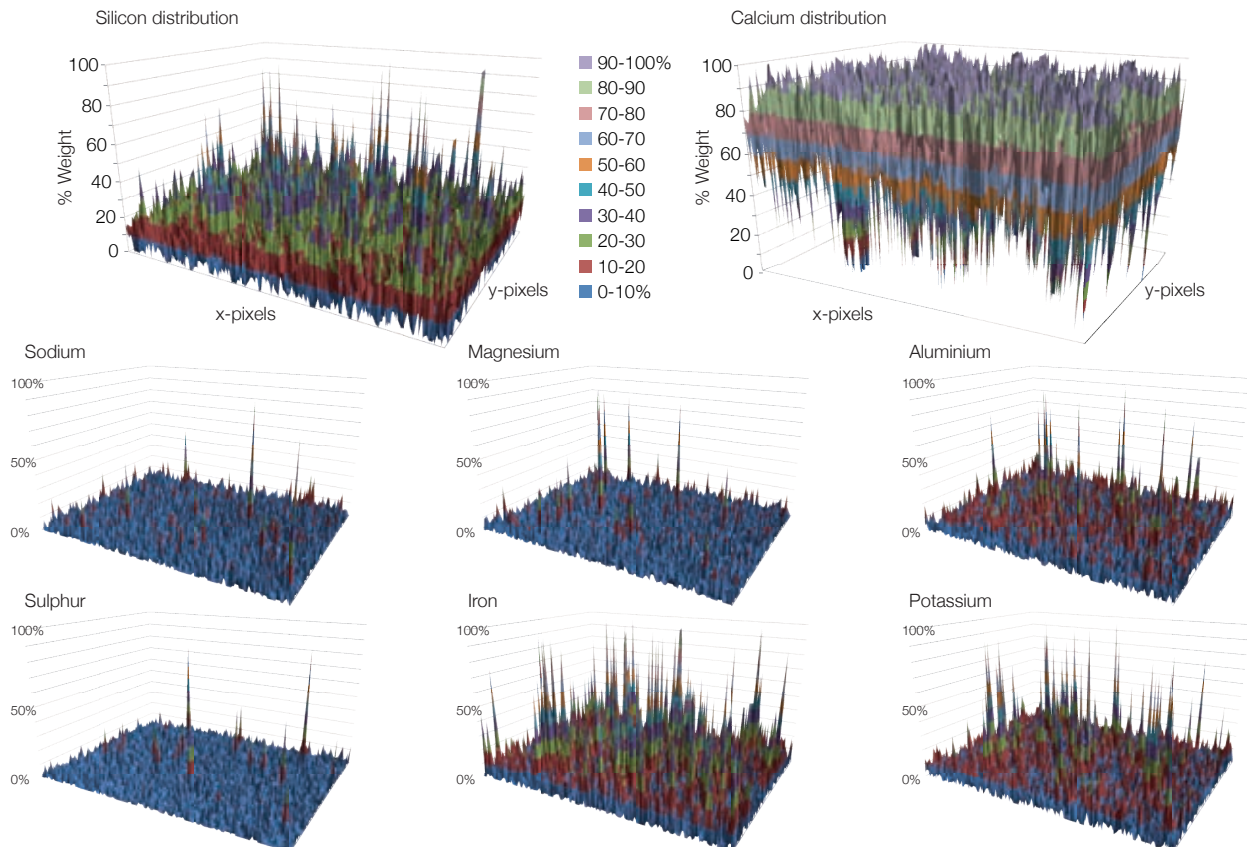 Silicon distribution
100
80
60
40
20
0
% Weight
x-pixels
y-pixels
90-100%
80-90
70-80
60-70
50-60
40-50
30-40
20-30
10-20
0-10%
Calcium distribution
100
80
60
40
20
0
% Weight
x-pixels
y-pixels
Sodium
100%
50%
0%
Magnesium
100%
50%
0%
Aluminium
100%
50%
0%
Sulphur
100%
50%
0%
Iron
100%
50%
0%
Potassium
100%
50%
0%